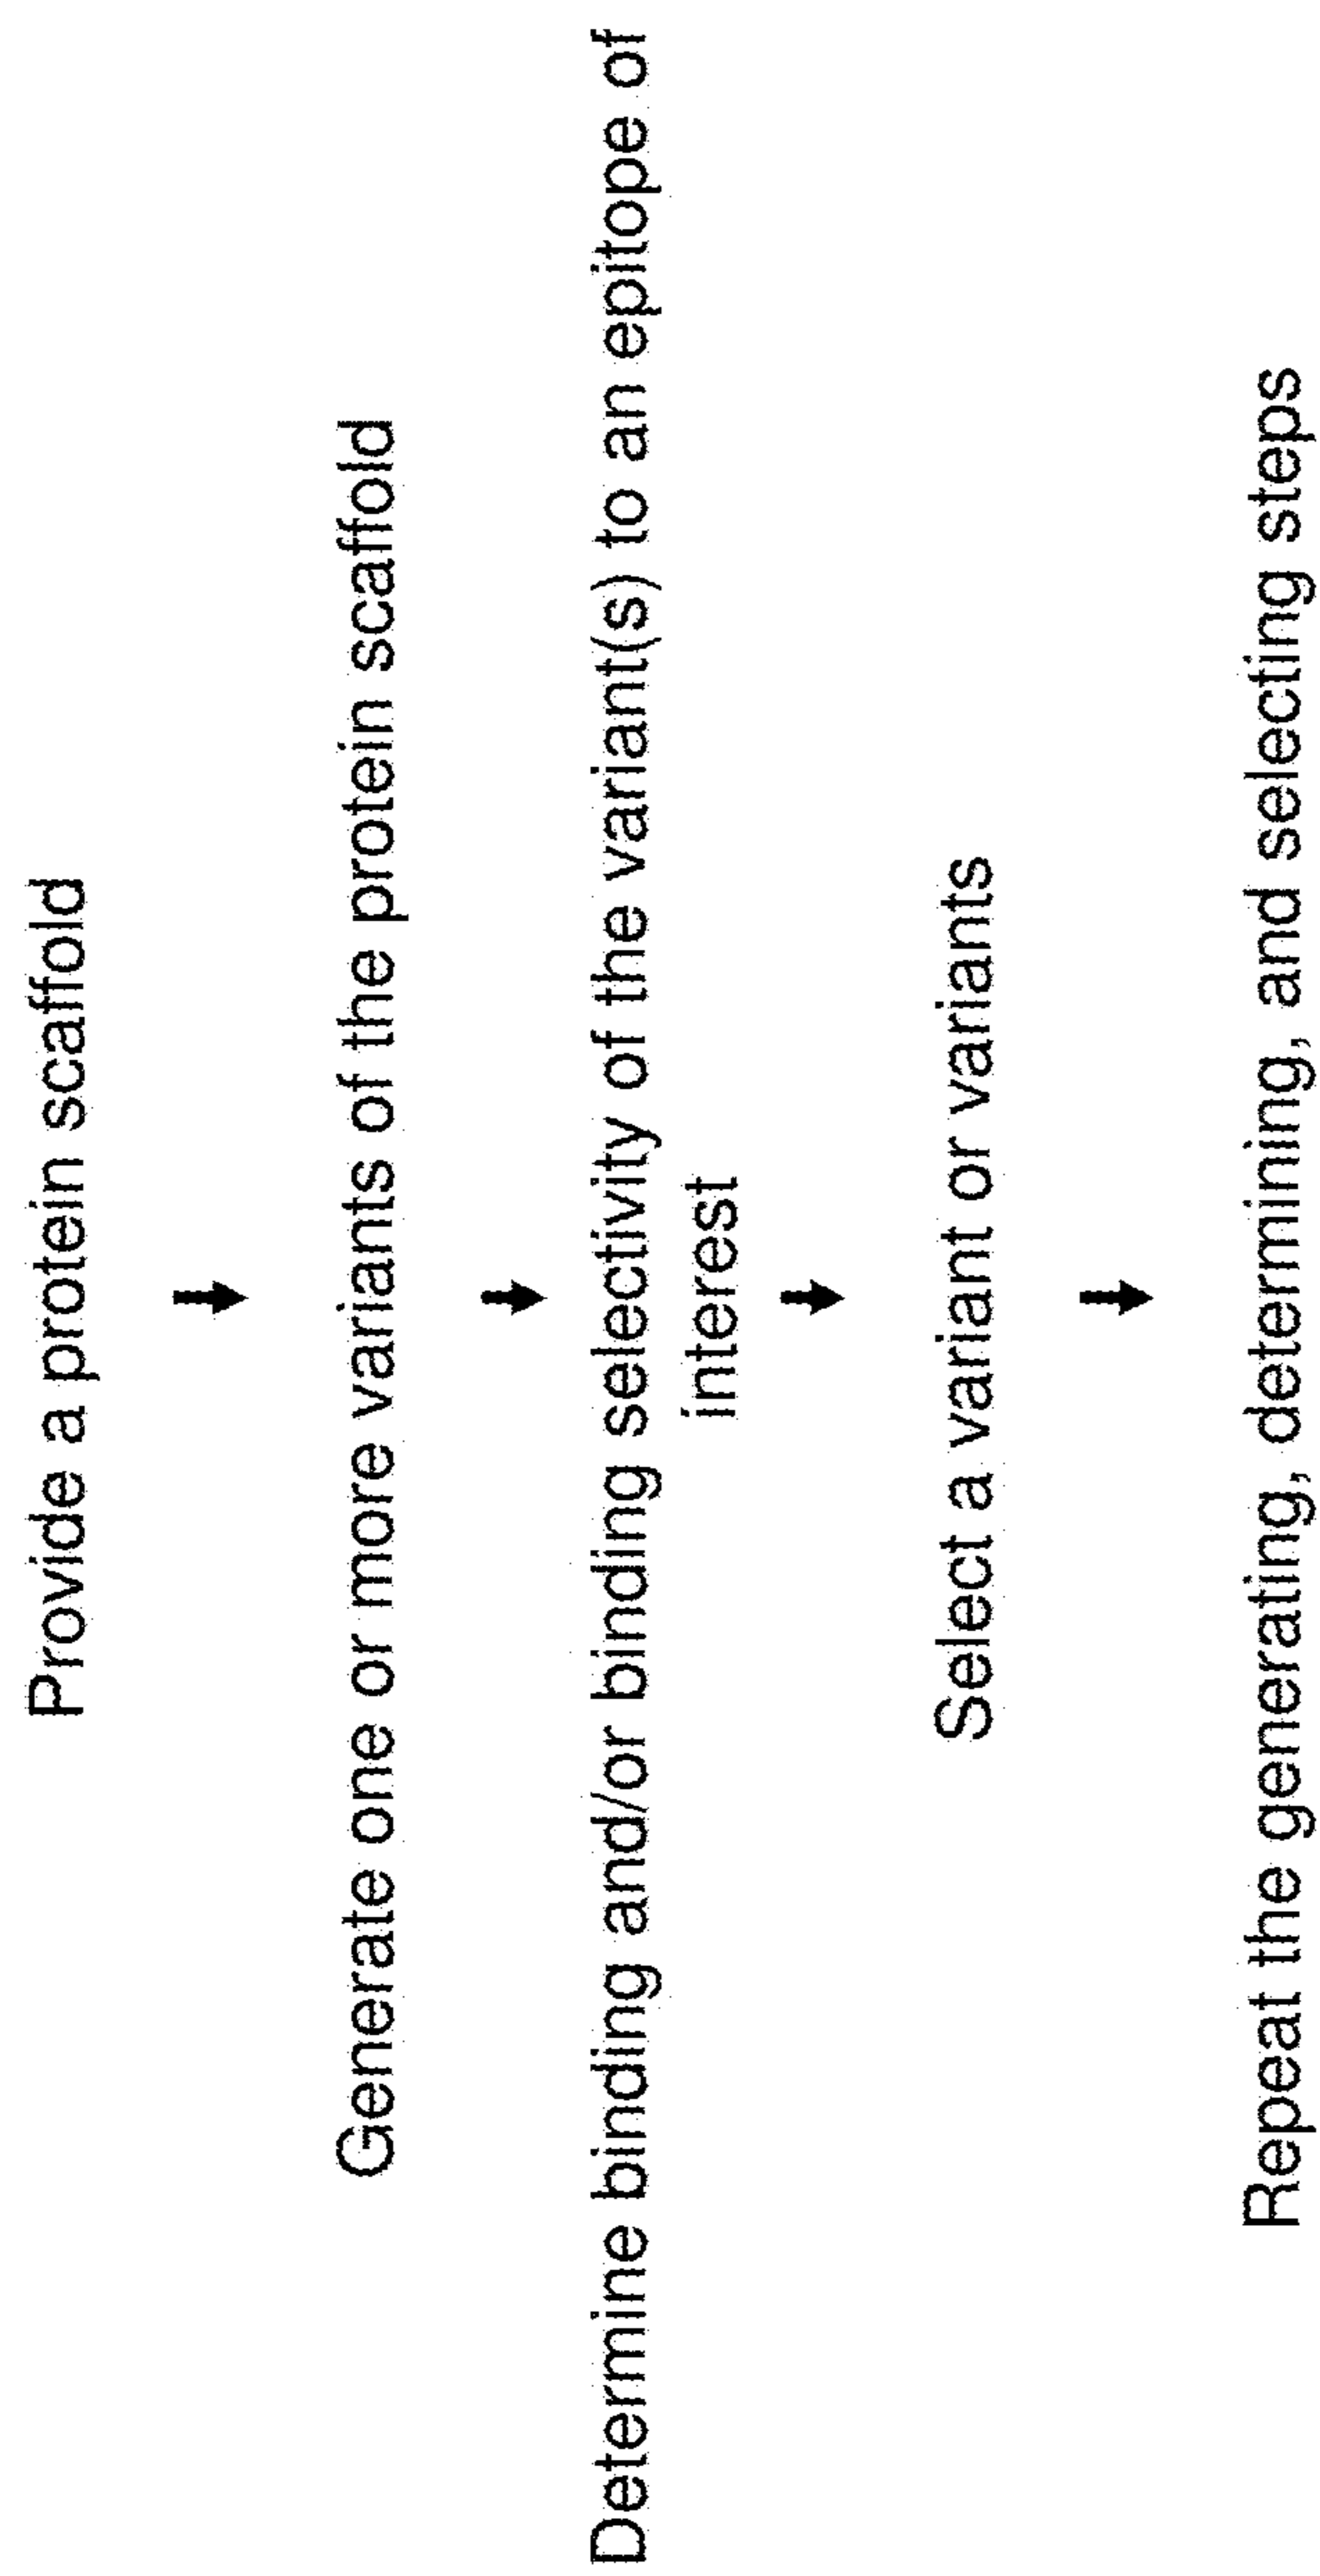 Provide a protein scaffold
Generate one or more variants of the protein scaffold
Determine binding and/or binding selectivity of the variant(s) to an epitope of
interest
Select a variant or variants
Repeat the generating, determining, and selecting steps